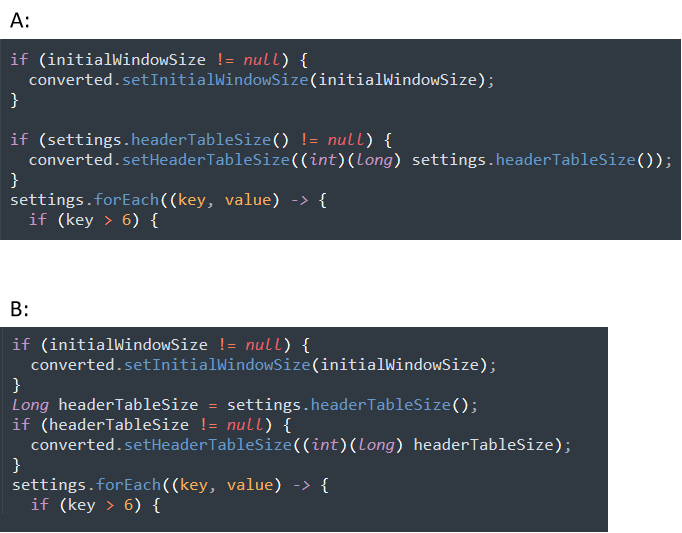 A:
if (initialWindowSize != null) {
  converted.setInitialWindowSize(initialWindowSize);
}

if (settings.headerTableSize() != null) {
  converted.setHeaderTableSize((int)(long) settings.headerTableSize());
}
settings.forEach((key, value) -> {
  if (key > 6) {
B:
if (initialWindowSize != null) {
  converted.setInitialWindowSize(initialWindowSize);
}
Long headerTableSize = settings.headerTableSize();
if (headerTableSize != null) {
  converted.setHeaderTableSize((int)(long) headerTableSize);
}
settings.forEach((key, value) -> {
  if (key > 6) {